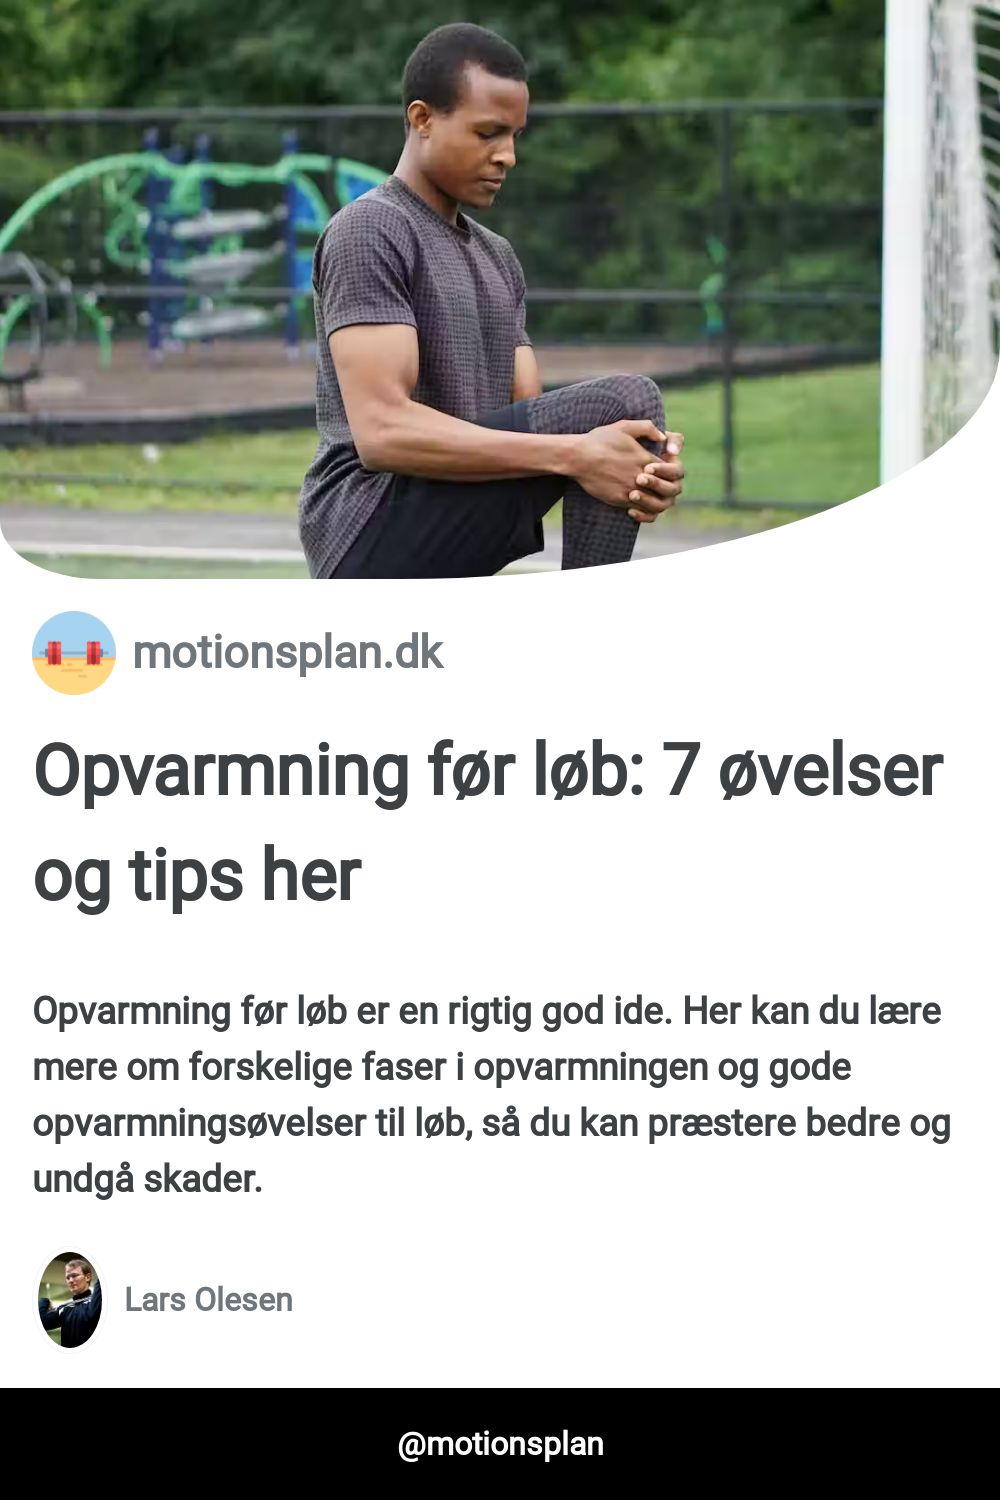 motionsplan.dk
Opvarmning før løb: 7 øvelser
og tips her
Opvarmning før løb er en rigtig god ide. Her kan du lære
mere om forskelige faser i opvarmningen og gode
opvarmningsøvelser til løb, så du kan præstere bedre og
undgå skader.
Lars Olesen
@motionsplan